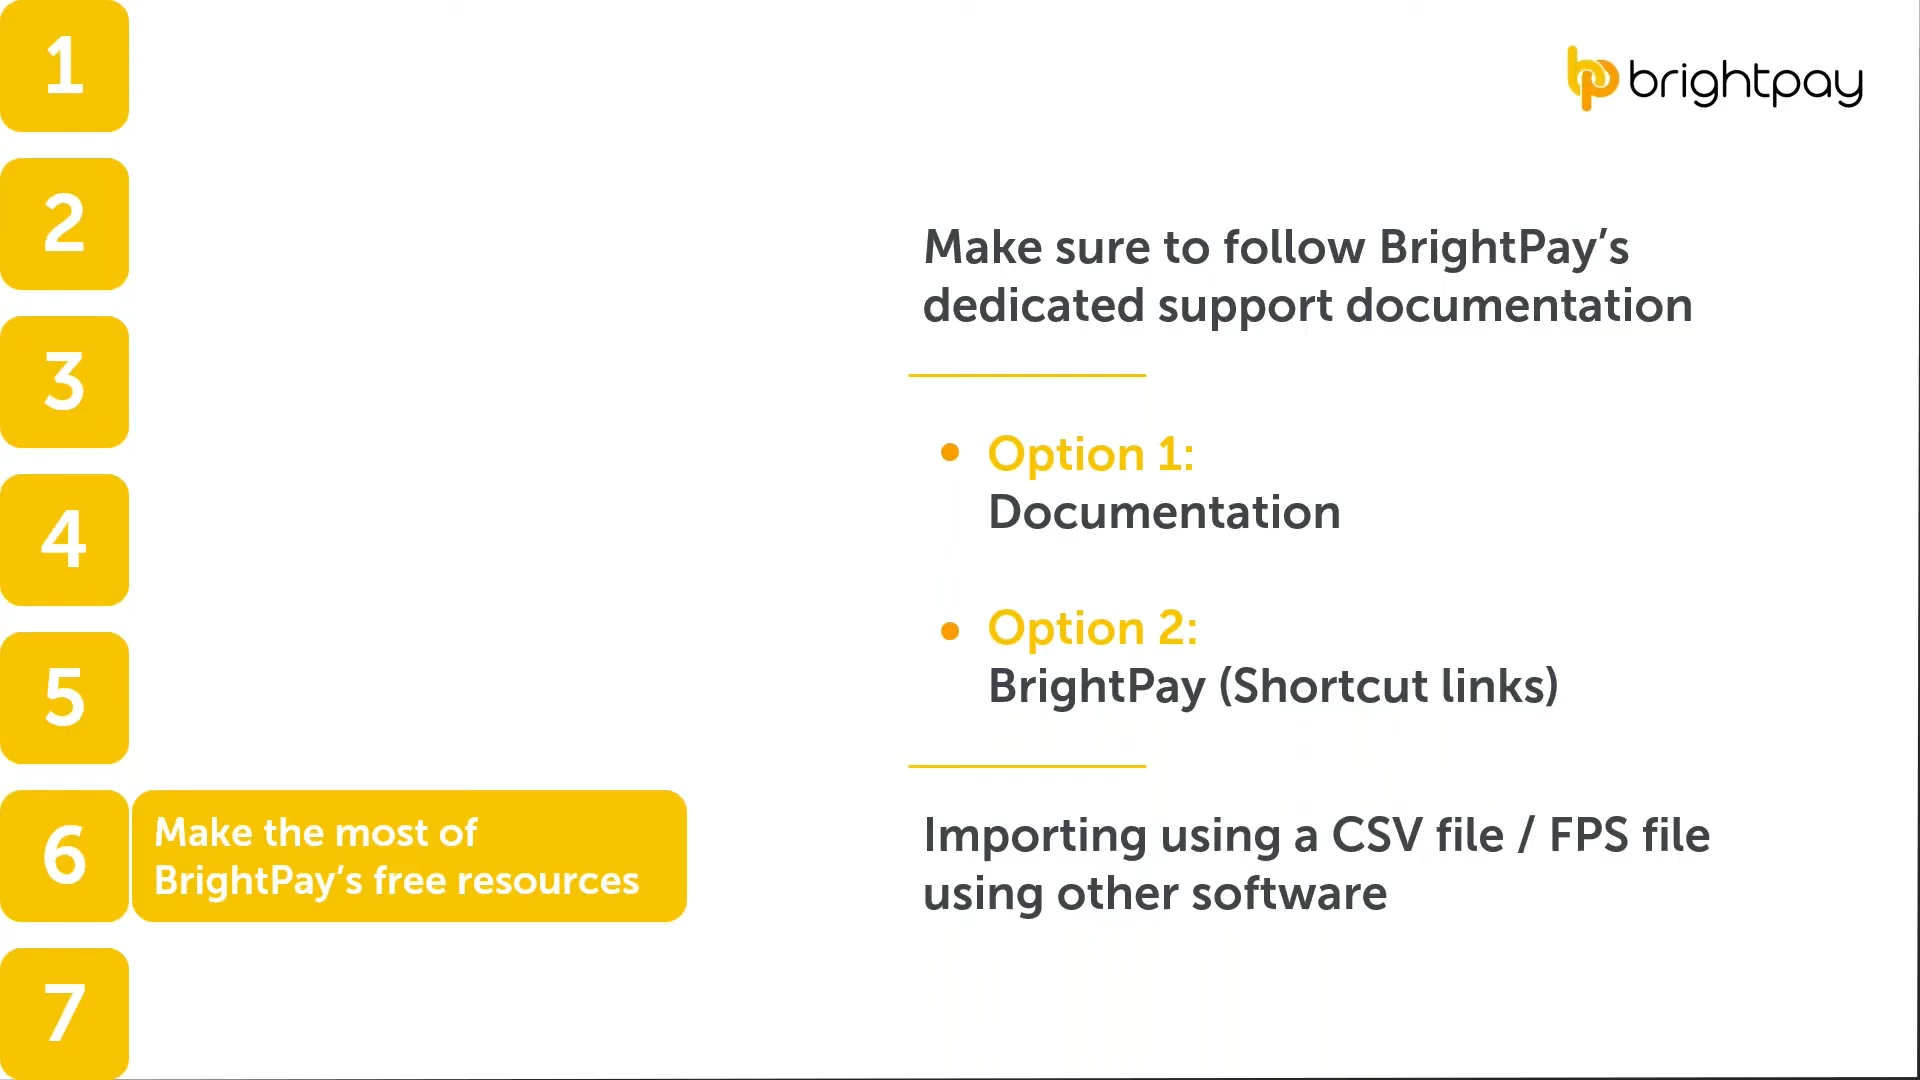 1
2
3
4
5
6
Make the most of
BrightPay’s free resources
7
brightpay
Make sure to follow BrightPay’s
dedicated support documentation
Option 1:
Documentation
Option 2:
BrightPay (Shortcut links)
Importing using a CSV file / FPS file
using other software